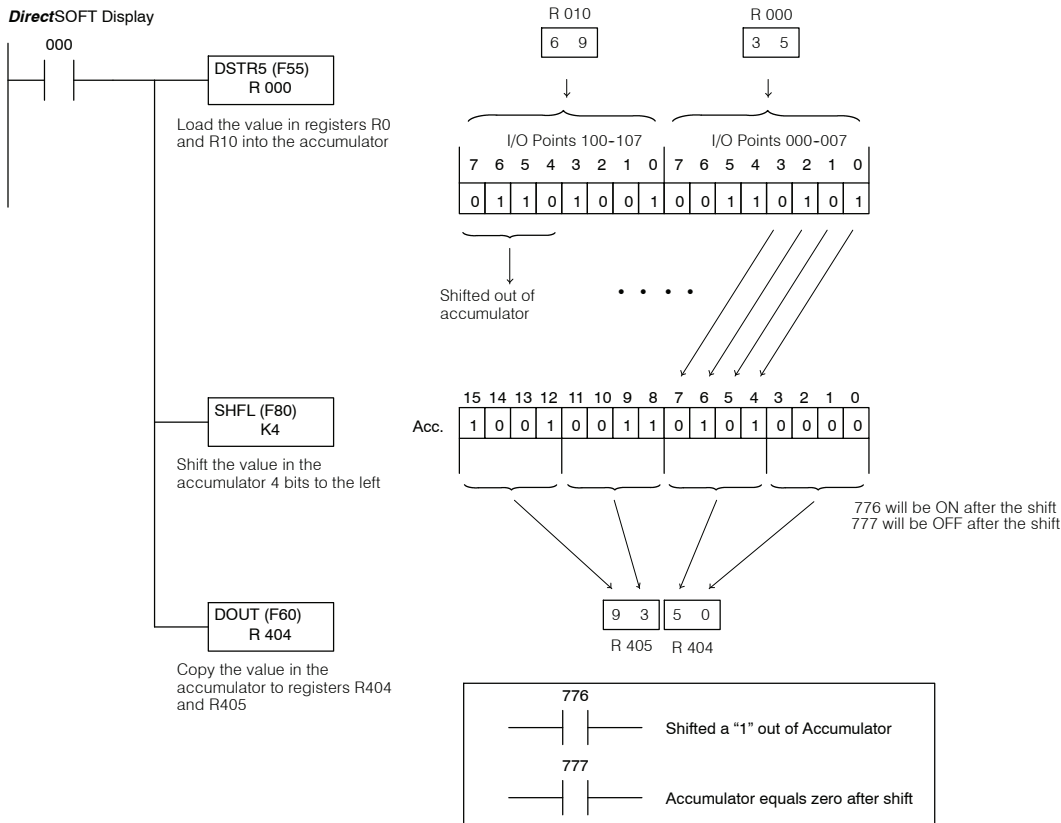 DirectSOFT Display
000
DSTR5 (F55)
R 000
Load the value in registers R0
and R10 into the accumulator
R 010
6 9
R 000
3 5
I/O Points 100-107
I/O Points 000-007
7 6 5 4 3 2 1 0 7 6 5 4 3 2 1 0
0 1 1 0 1 0 0 1 0 0 1 1 0 1 0 1
Shifted out of
accumulator
SHFL (F80)
K4
Shift the value in the
accumulator 4 bits to the left
15 14 13 12 11 10 9 8 7 6 5 4 3 2 1 0
Acc. 1 0 0 1 0 0 1 1 0 1 0 1 0 0 0 0
776 will be ON after the shift
777 will be OFF after the shift
DOUT (F60)
R 404
Copy the value in the
accumulator to registers R404
and R405
9 3 5 0
R 405 R 404
776
Shifted a “1” out of Accumulator
777
Accumulator equals zero after shift